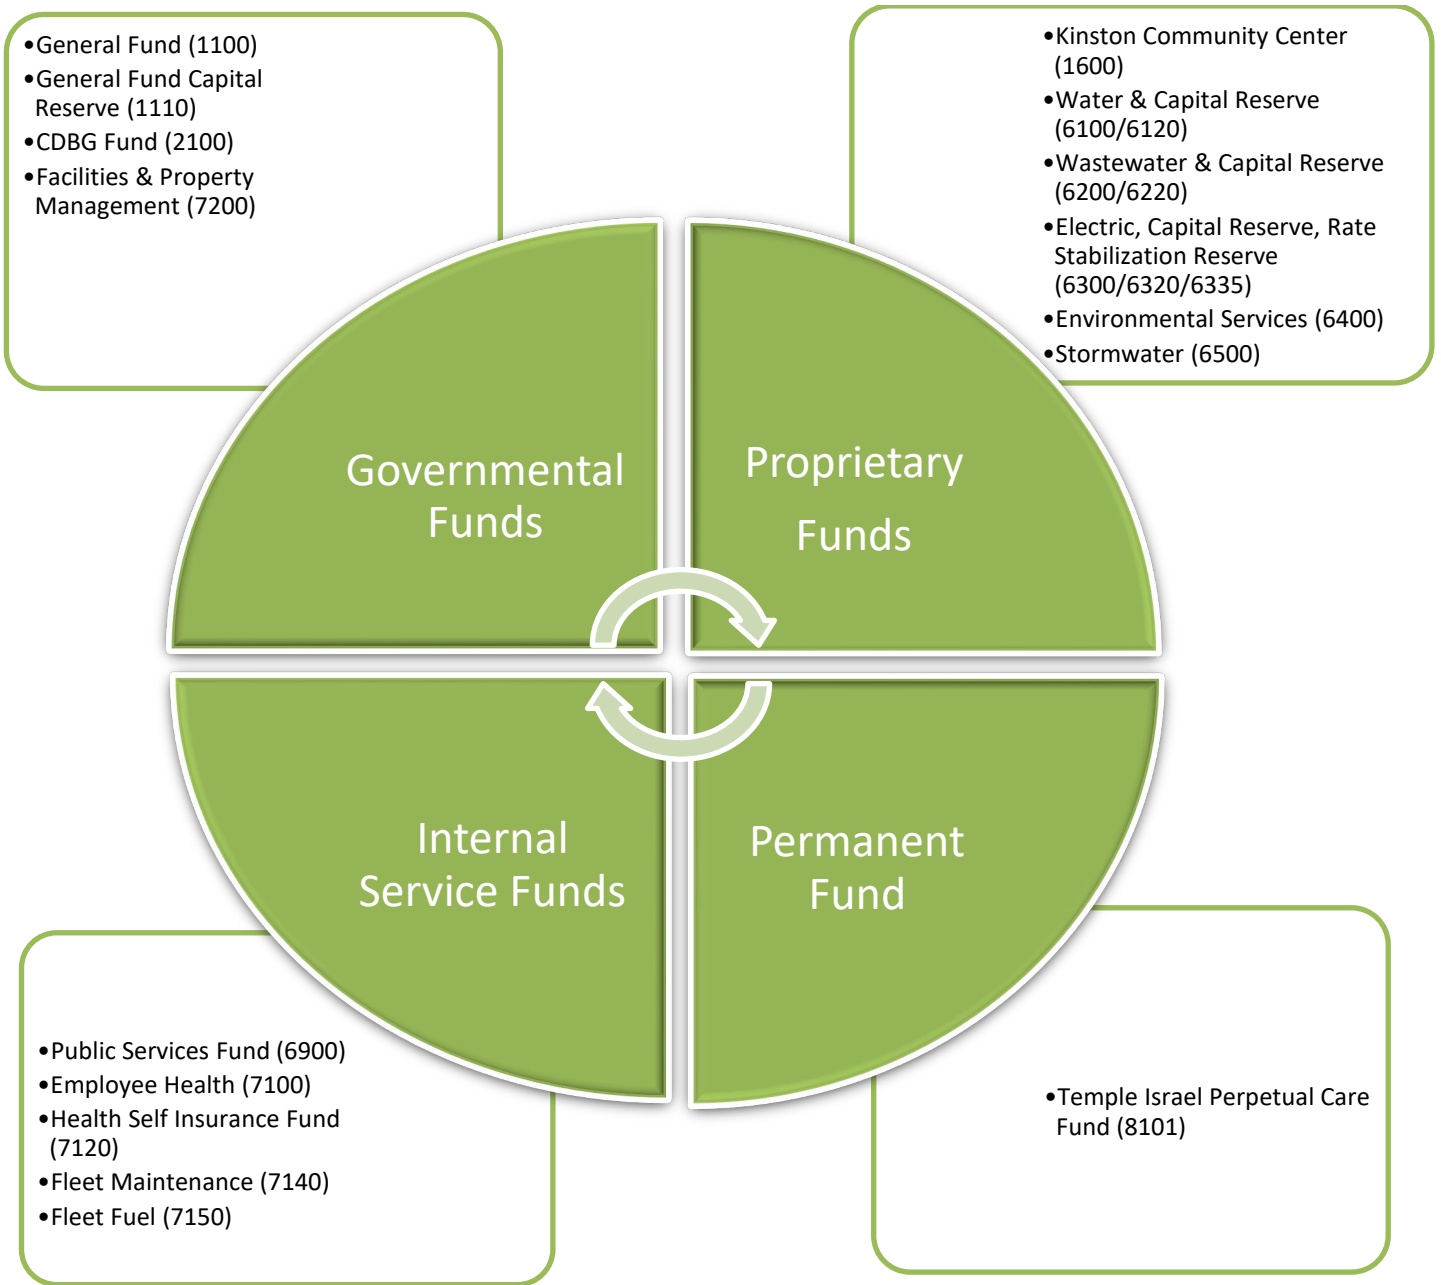 •General Fund (1100)
•General Fund Capital
Reserve (1110)
•CDBG Fund (2100)
•Facilities & Property
Management (7200)
•Kinston Community Center
(1600)
•Water & Capital Reserve
(6100/6120)
•Wastewater & Capital Reserve
(6200/6220)
•Electric, Capital Reserve, Rate
Stabilization Reserve
(6300/6320/6335)
•Environmental Services (6400)
•Stormwater (6500)
Governmental
Funds
Proprietary
Funds
Internal
Service Funds
Permanent
Fund
•Public Services Fund (6900)
•Employee Health (7100)
•Health Self Insurance Fund
(7120)
•Fleet Maintenance (7140)
•Fleet Fuel (7150)
•Temple Israel Perpetual Care
Fund (8101)